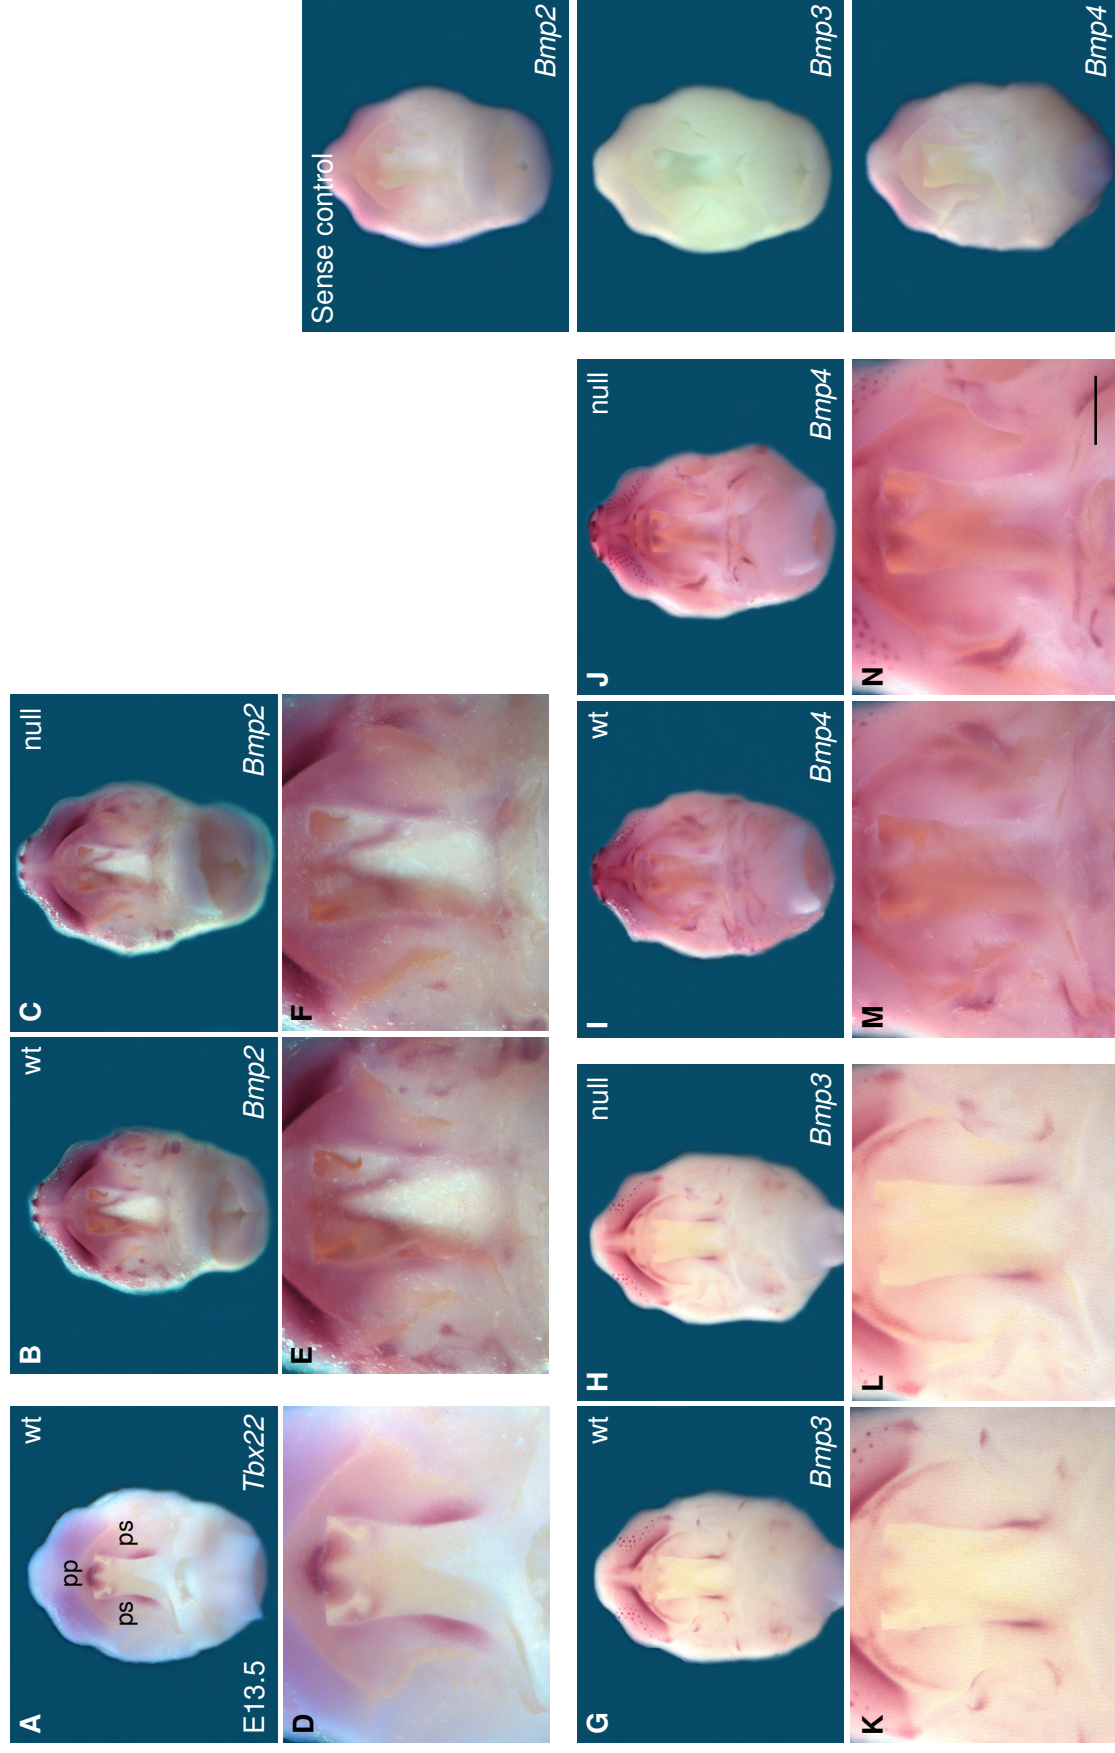 A
wt
pp
ps
ps
E13.5
Tbx22
B
wt
Bmp2
C
null
Bmp2
D
E
F
Sense control
Bmp2
G
wt
Bmp3
H
null
Bmp3
I
wt
Bmp4
J
null
Bmp4
Bmp3
K
L
M
N
Bmp4